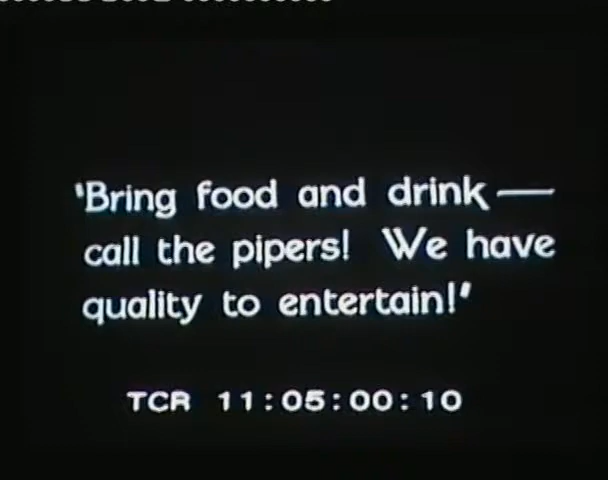 'Bring food and drink —
call the pipers! We have
quality to entertain!'
TCR 11:05:00:10